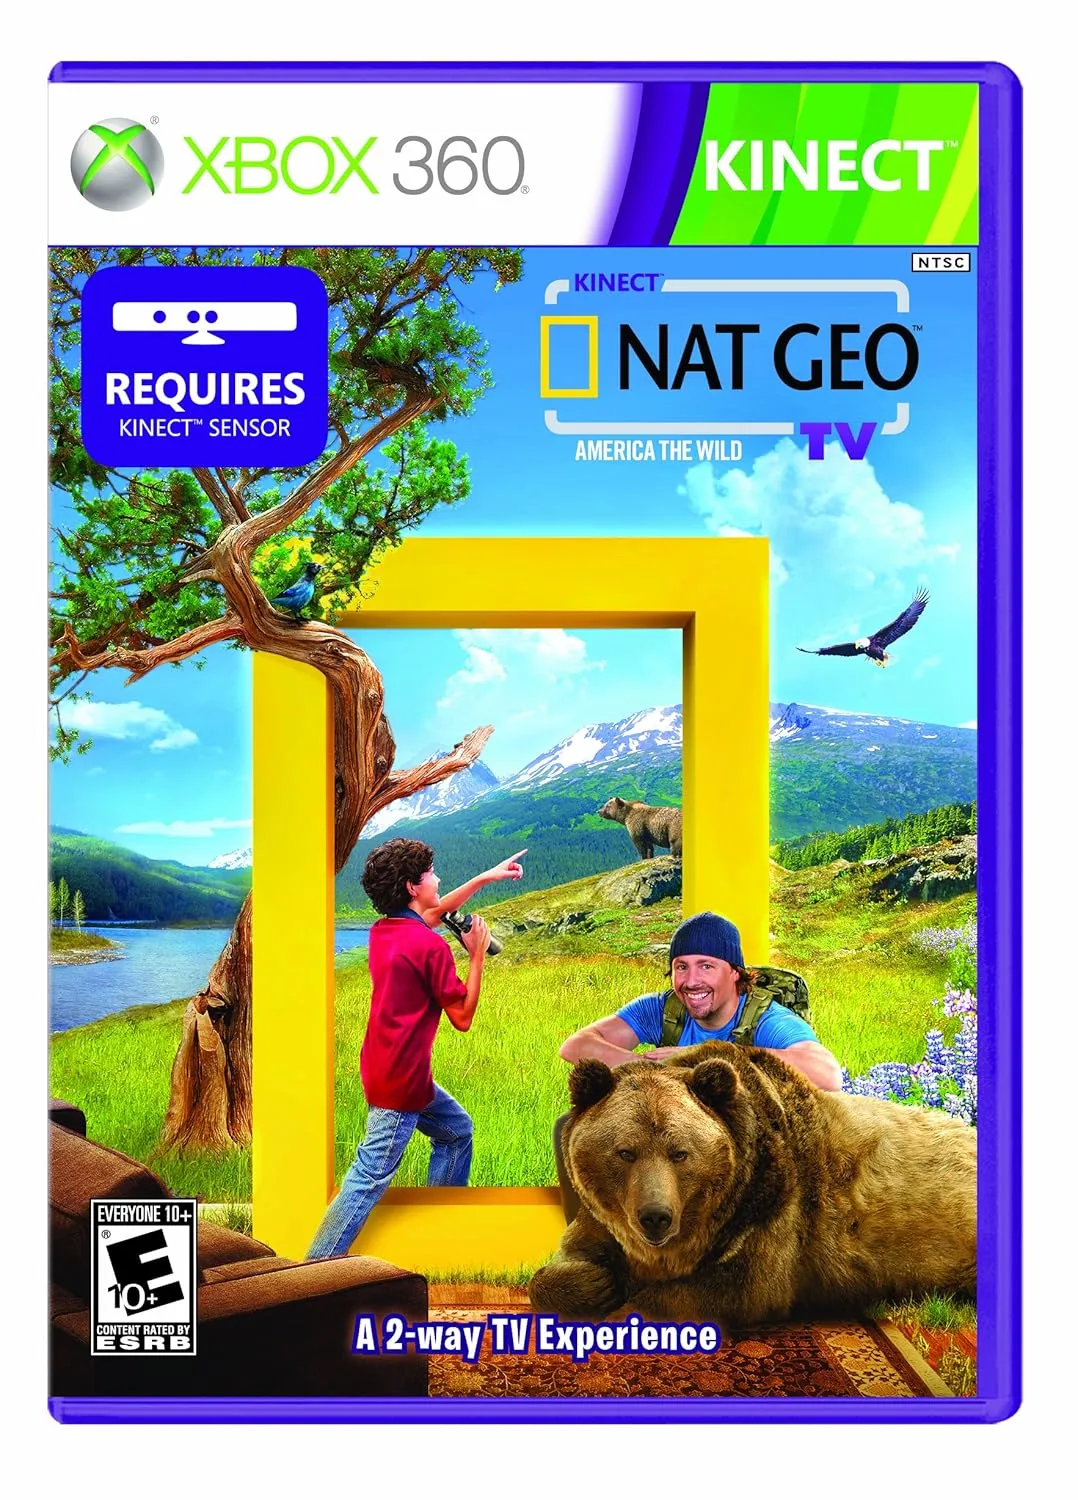 XBOX 360®
KINECT™
NTSC
REQUIRES
KINECT™ SENSOR
KINECT™
NAT GEO™
TV
AMERICA THE WILD
EVERYONE 10+
®
E
10+
CONTENT RATED BY
ESRB
A 2-way TV Experience